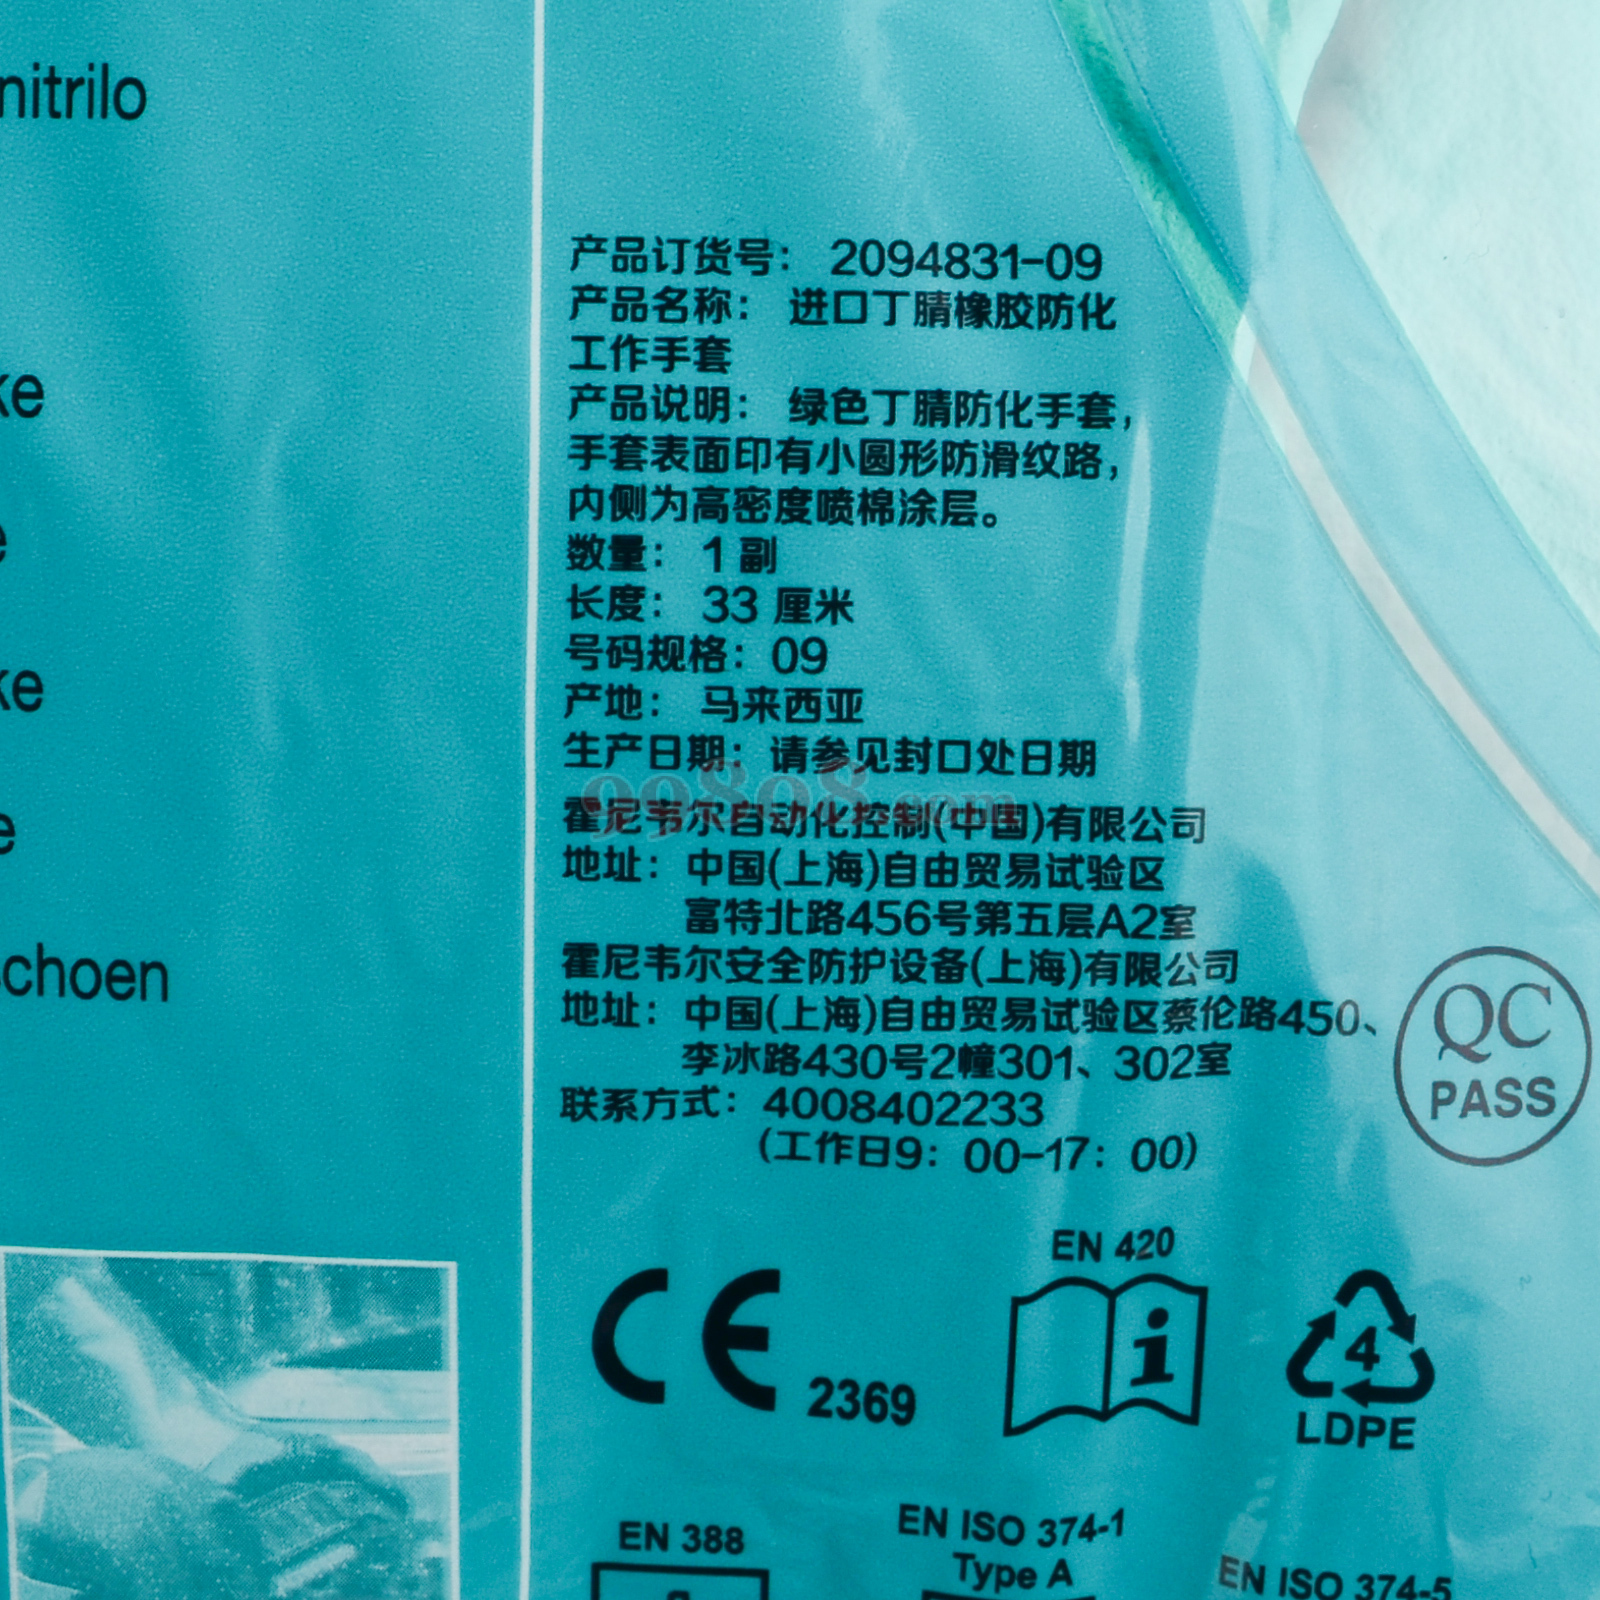 nitrilo
ke
e
ke
e
schoen
产品订货号： 2094831-09
产品名称： 进口丁腈橡胶防化
工作手套
产品说明： 绿色丁腈防化手套，
手套表面印有小圆形防滑纹路，
内侧为高密度喷棉涂层。
数量： 1 副
长度： 33 厘米
号码规格：09
产地： 马来西亚
生产日期：请参见封口处日期
99808.com
霍尼韦尔自动化控制(中国)有限公司
地址：中国(上海)自由贸易试验区
富特北路456号第五层A2室
霍尼韦尔安全防护设备(上海)有限公司
地址：中国(上海)自由贸易试验区蔡伦路450、
李冰路430号2幢301、302室
联系方式：4008402233
(工作日9：00-17：00)
QC
PASS
CE 2369
EN 420
i
4
LDPE
EN 388
EN ISO 374-1
Type A
EN ISO 374-5